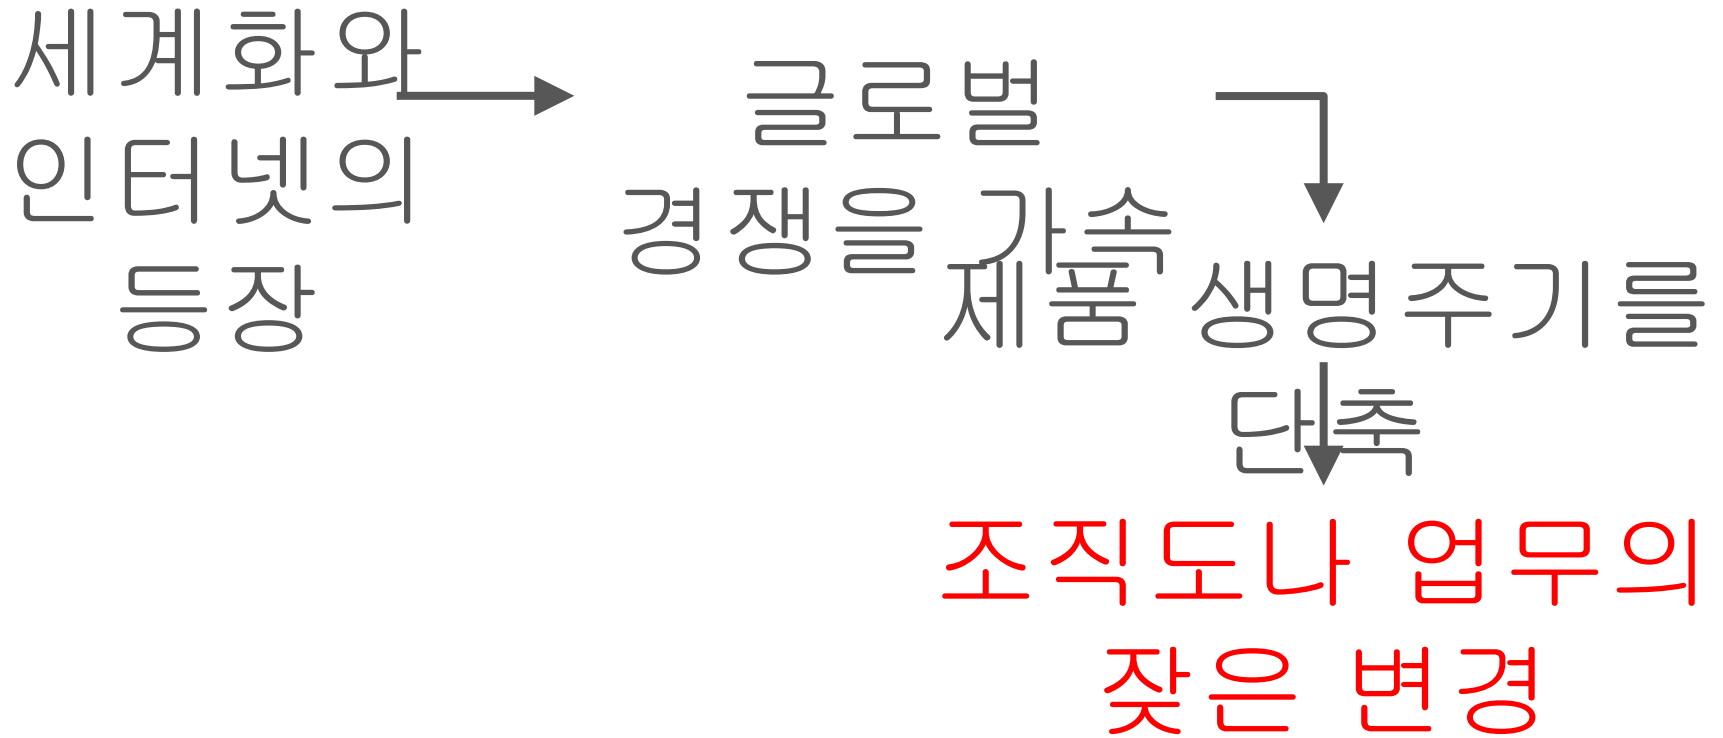 세계화와
인터넷의
등장
글로벌
경쟁을 가속
제품 생명주기를
단축
조직도나 업무의
잦은 변경